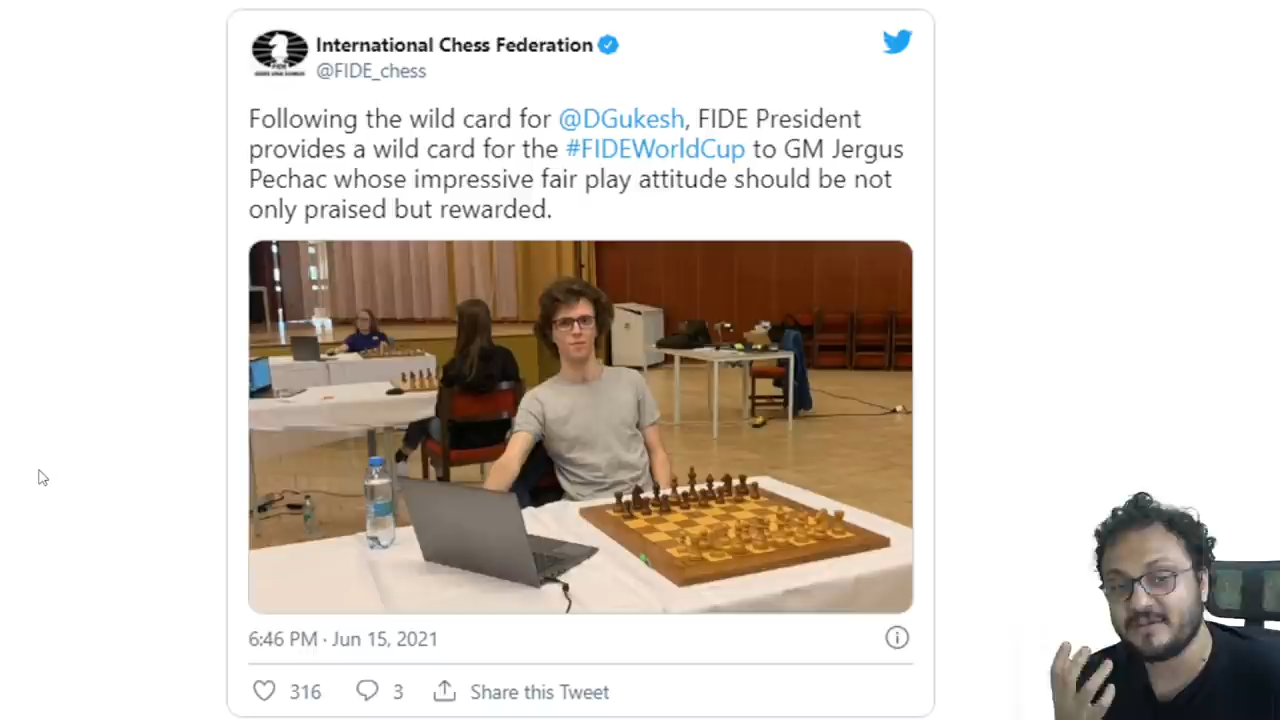 International Chess Federation
@FIDE_chess
Following the wild card for @DGukesh, FIDE President
provides a wild card for the #FIDEWorldCup to GM Jergus
Pechac whose impressive fair play attitude should be not
only praised but rewarded.
6:46 PM · Jun 15, 2021
316
3
Share this Tweet